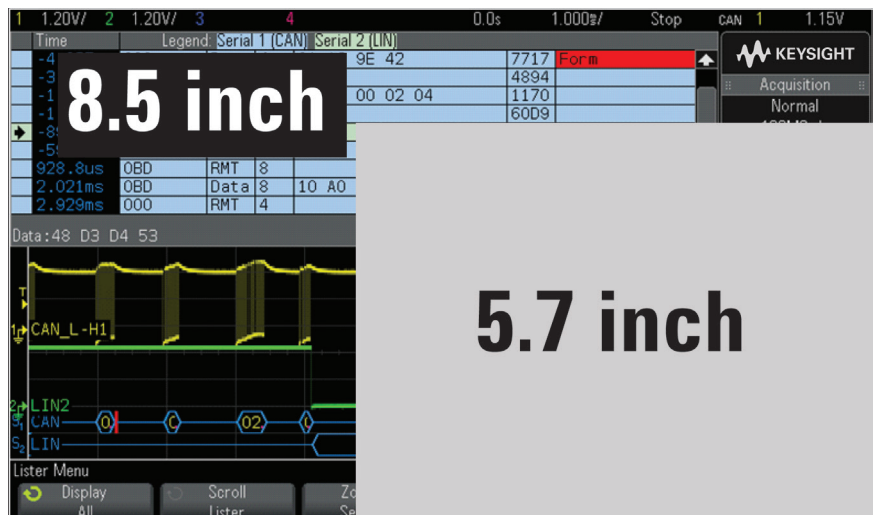 1 1.20V/ 2 1.20V/ 3 4 0.0s 1.000s/ Stop CAN 1 1.15V
Time Legend: Serial 1 (CAN) Serial 2 (LIN)
9E 42 7717 Form
4894
00 02 04 1170
60D9
8.5 inch
KEYSIGHT
Acquisition
Normal
928.8us 0BD RMT 8
2.021ms 0BD Data 8 10 A0
2.929ms 000 RMT 4
Data:48 D3 D4 53
5.7 inch
T
CAN_L-H1
LIN2
S1 CAN 0 02
S2 LIN
Lister Menu
Display Scroll
All Lister